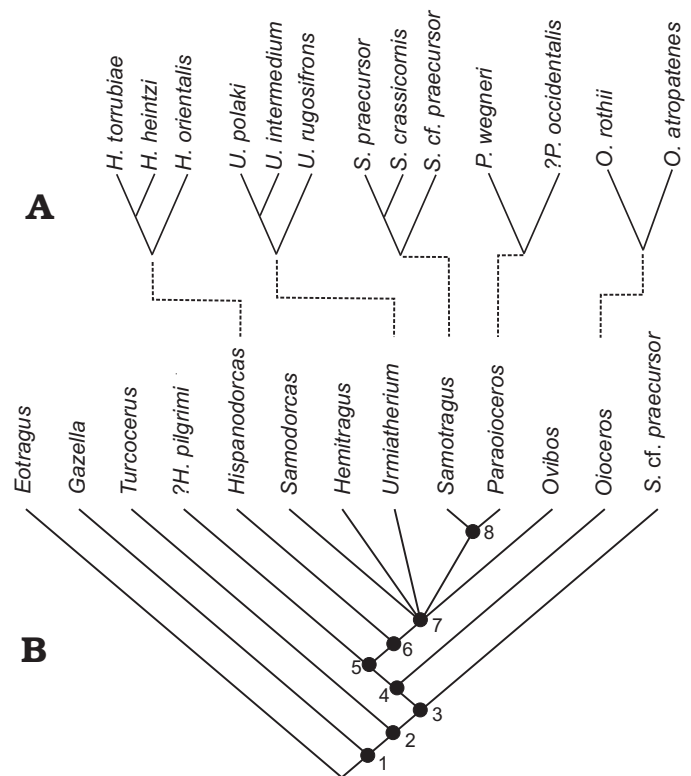 H. torrubiae
H. heintzi
H. orientalis
U. polaki
U. intermedium
U. rugosifrons
S. praecursor
S. crassicornis
S. cf. praecursor
P. wegneri
?P. occidentalis
O. rothii
O. atropatenes
A
Eotragus
Gazella
Turcocerus
?H. pilgrimi
Hispanodorcas
Samodorcas
Hemitragus
Urmiatherium
Samotragus
Paraoioceros
Ovibos
Oioceros
S. cf. praecursor
8
7
6
B
5
4
3
2
1